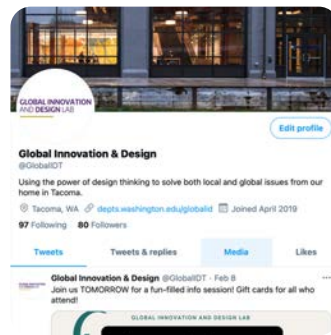 GLOBAL INNOVATION
AND DESIGN LAB
Edit profile
Global Innovation & Design
@GlobalIDT
Using the power of design thinking to solve both local and global issues from our
home in Tacoma.
Tacoma, WA depts.washington.edu/globalid Joined April 2019
97 Following 80 Followers
Tweets Tweets & replies Media Likes
Global Innovation & Design @GlobalIDT · Feb 8
Join us TOMORROW for a fun-filled info session! Gift cards for all who
attend!
GLOBAL INNOVATION AND DESIGN LAB